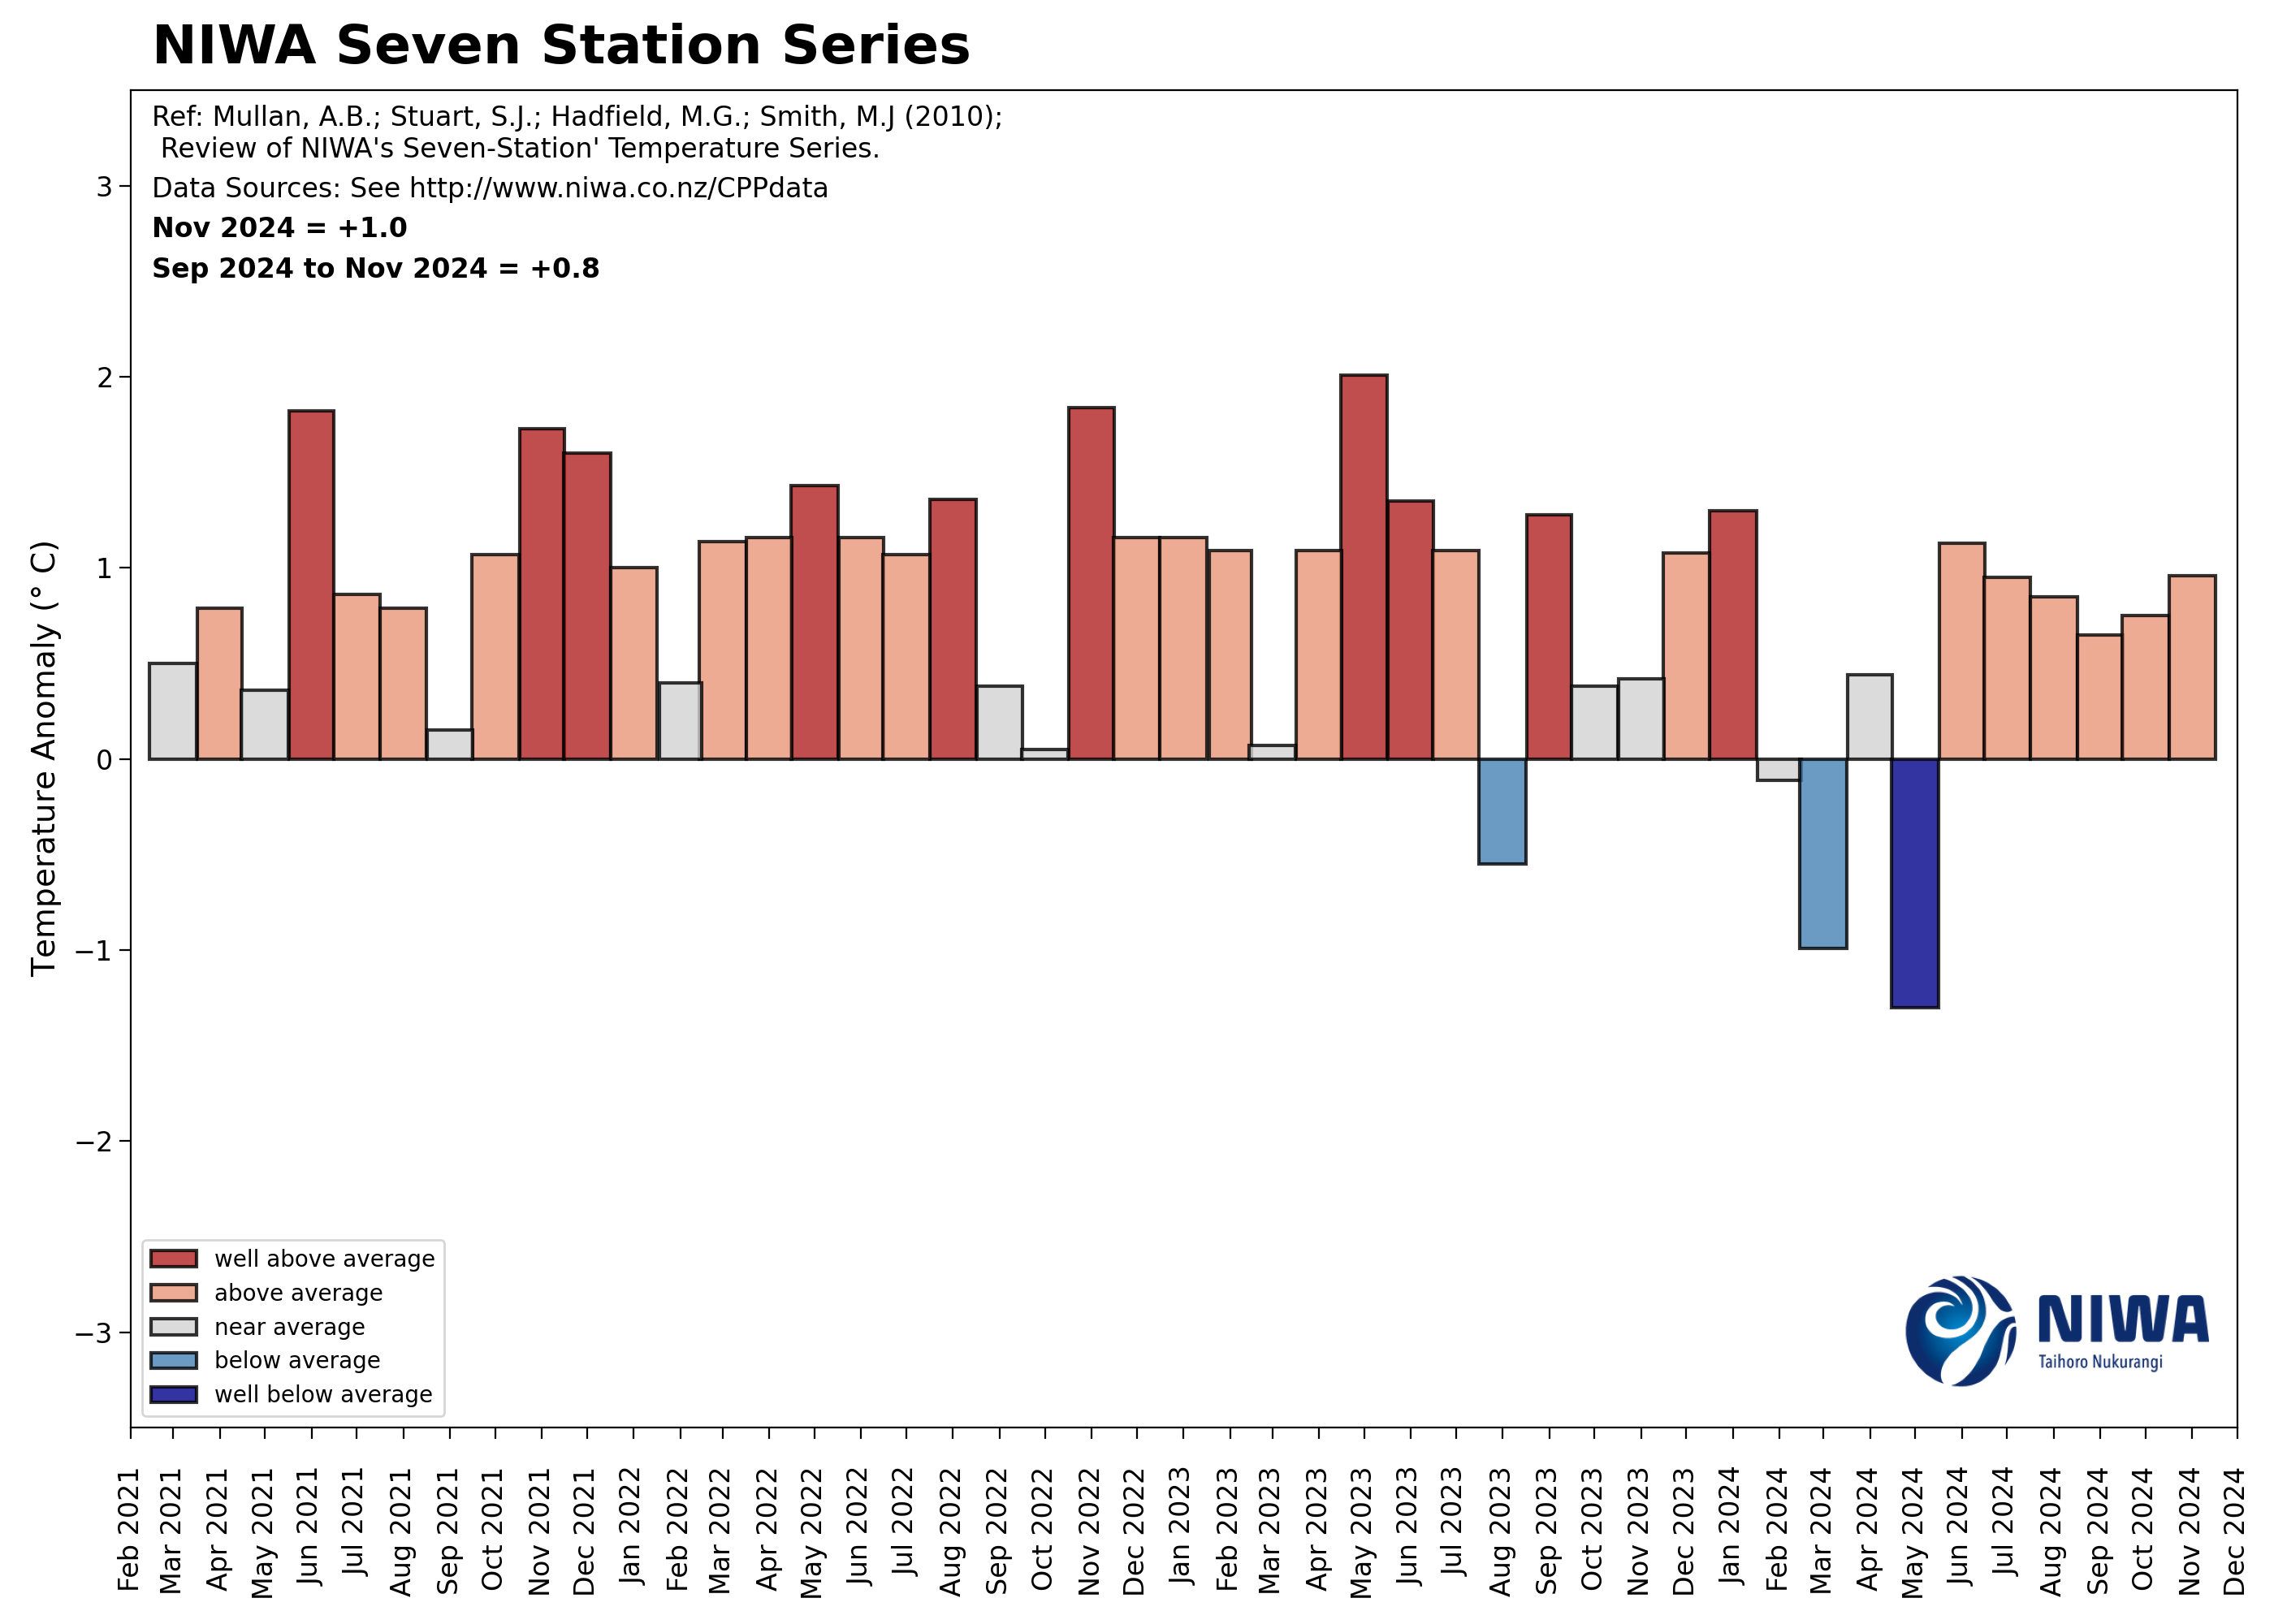 NIWA Seven Station Series
Ref: Mullan, A.B.; Stuart, S.J.; Hadfield, M.G.; Smith, M.J (2010);
Review of NIWA's Seven-Station' Temperature Series.
Data Sources: See http://www.niwa.co.nz/CPPdata
Nov 2024 = +1.0
Sep 2024 to Nov 2024 = +0.8
Temperature Anomaly (° C)
3
2
1
0
−1
−2
−3
well above average
above average
near average
below average
well below average
NIWA
Taihoro Nukurangi
Feb 2021
Mar 2021
Apr 2021
May 2021
Jun 2021
Jul 2021
Aug 2021
Sep 2021
Oct 2021
Nov 2021
Dec 2021
Jan 2022
Feb 2022
Mar 2022
Apr 2022
May 2022
Jun 2022
Jul 2022
Aug 2022
Sep 2022
Oct 2022
Nov 2022
Dec 2022
Jan 2023
Feb 2023
Mar 2023
Apr 2023
May 2023
Jun 2023
Jul 2023
Aug 2023
Sep 2023
Oct 2023
Nov 2023
Dec 2023
Jan 2024
Feb 2024
Mar 2024
Apr 2024
May 2024
Jun 2024
Jul 2024
Aug 2024
Sep 2024
Oct 2024
Nov 2024
Dec 2024